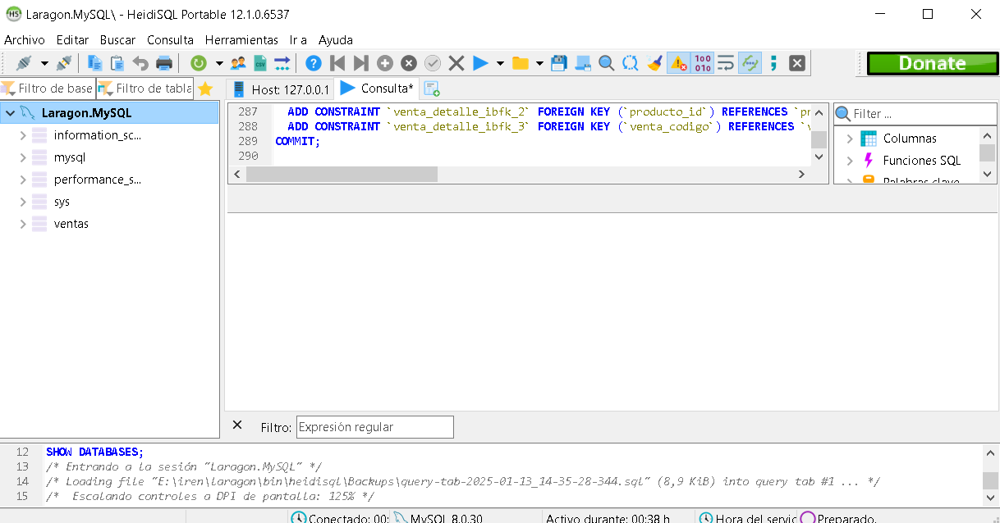 Laragon.MySQL\ - HeidiSQL Portable 12.1.0.6537
Archivo Editar Buscar Consulta Herramientas Ir a Ayuda
Donate
Filtro de base
Filtro de tabla
Host: 127.0.0.1
Consulta*
Laragon.MySQL
information_sc...
mysql
performance_s...
sys
ventas
287 ADD CONSTRAINT `venta_detalle_ibfk_2` FOREIGN KEY (`producto_id`) REFERENCES `pr
288 ADD CONSTRAINT `venta_detalle_ibfk_3` FOREIGN KEY (`venta_codigo`) REFERENCES `v
289 COMMIT;
290
Filter ...
Columnas
Funciones SQL
Palabras clave
Filtro: Expresión regular
12 SHOW DATABASES;
13 /* Entrando a la sesión "Laragon.MySQL" */
14 /* Loading file "E:\iren\laragon\bin\heidisql\Backups\query-tab-2025-01-13_14-35-28-344.sql" (8,9 KiB) into query tab #1 ... */
15 /* Escalando controles a DPI de pantalla: 125% */
Conectado: 00:
MySQL 8.0.30
Activo durante: 00:38 h
Hora del servic
Preparado.